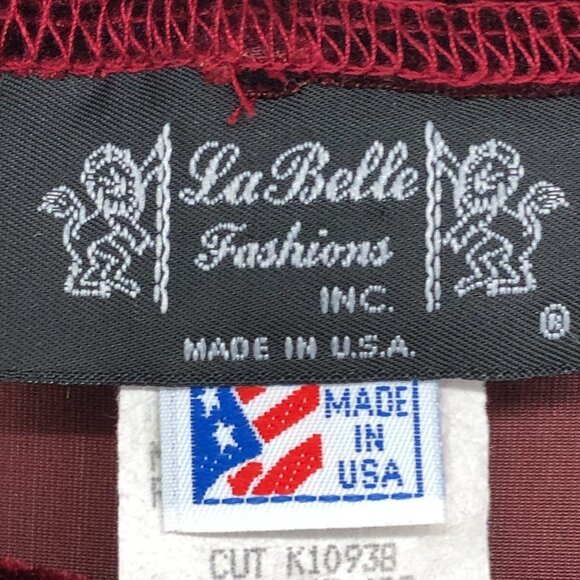 La Belle
Fashions
INC.
®
MADE IN U.S.A.
MADE
IN
USA
CUT K10938